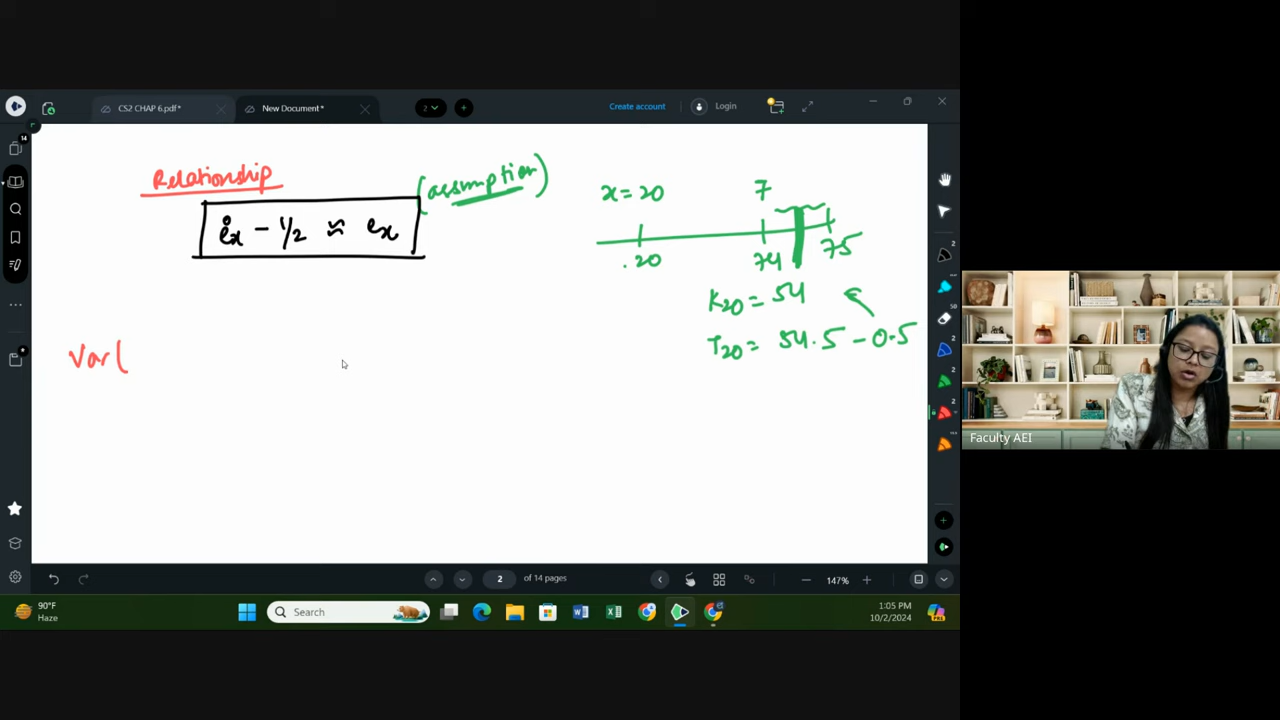 CS2 CHAP 6.pdf*
New Document*
2
Create account
Login
14
Relationship
(assumption)
e̊x - 1/2 ≈ ex
x = 20
7
.20
74
75
K20 = 54
T20 = 54.5 - 0.5
Var(
Faculty AEI
2
of 14 pages
147%
90°F
Haze
Search
1:05 PM
10/2/2024